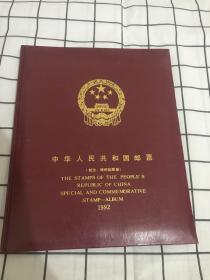 中华人民共和国邮票
(纪念、特种邮票册)
THE STAMPS OF THE PEOPLE'S
REPUBLIC OF CHINA
SPECIAL AND COMMEMORATIVE
STAMP-ALBUM
1992